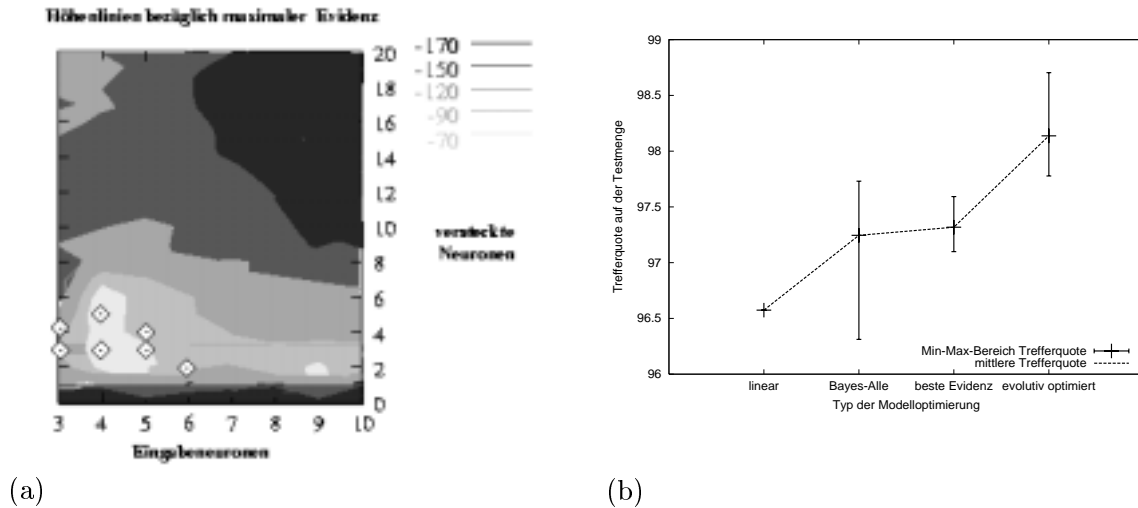 Höhenlinien bezüglich maximaler Evidenz
20
18
16
14
12
10
8
6
4
2
0
-170
-150
-120
-90
-70
versteckte
Neuronen
3 4 5 6 7 8 9 10
Eingabeneuronen
(a)
99
98.5
98
97.5
97
96.5
96
Trefferquote auf der Testmenge
Min-Max-Bereich Trefferquote
mittlere Trefferquote
linear Bayes-Alle beste Evidenz evolutiv optimiert
Typ der Modelloptimierung
(b)